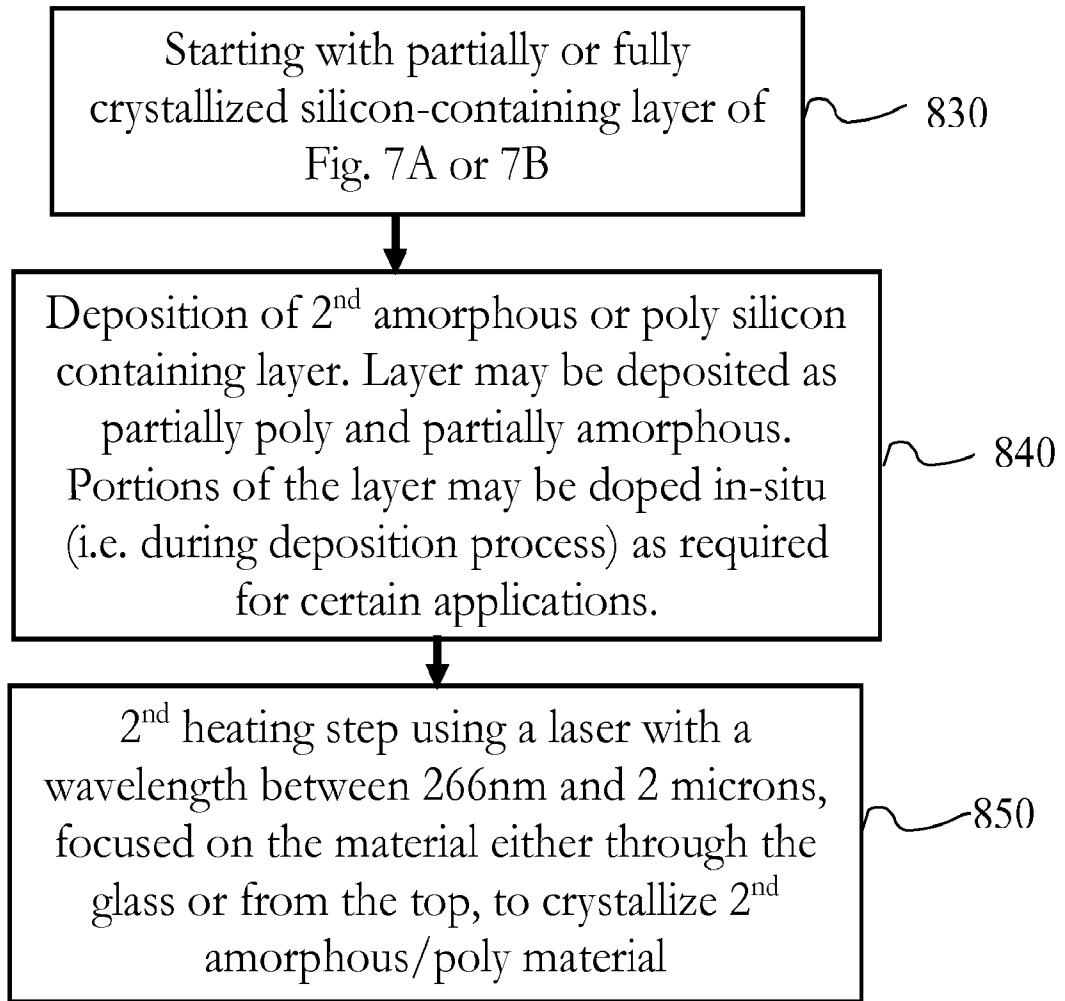 Starting with partially or fully
crystallized silicon-containing layer of
Fig. 7A or 7B
830
Deposition of 2nd amorphous or poly silicon
containing layer. Layer may be deposited as
partially poly and partially amorphous.
Portions of the layer may be doped in-situ
(i.e. during deposition process) as required
for certain applications.
840
2nd heating step using a laser with a
wavelength between 266nm and 2 microns,
focused on the material either through the
glass or from the top, to crystallize 2nd
amorphous/poly material
850